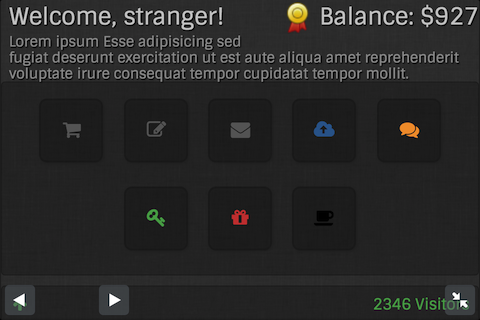 Welcome, stranger!
Balance: $927
Lorem ipsum Esse adipisicing sed
fugiat deserunt exercitation ut est aute aliqua amet reprehenderit
voluptate irure consequat tempor cupidatat tempor mollit.
2346 Visitors